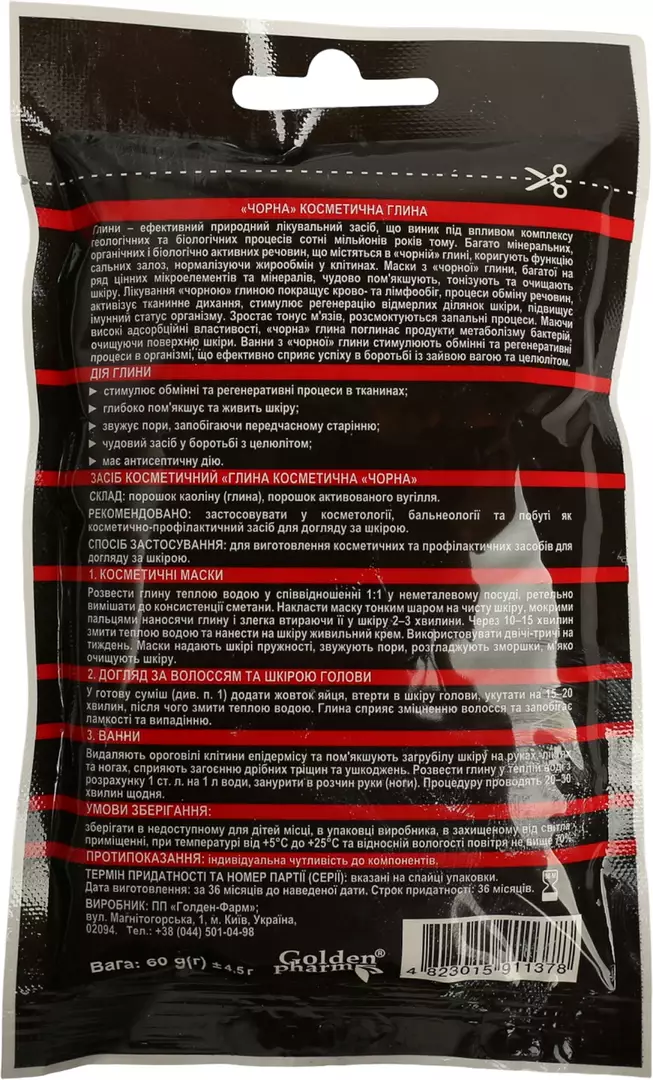 «ЧОРНА» КОСМЕТИЧНА ГЛИНА
Глини – ефективний природний лікувальний засіб, що виник під впливом комплексу
геологічних та біологічних процесів сотні мільйонів років тому. Багато мінеральних,
органічних і біологічно активних речовин, що містяться в «чорній» глині, коригують функцію
сальних залоз, нормалізуючи жирообмін у клітинах. Маски з «чорної» глини, багатої на
ряд цінних мікроелементів та мінералів, чудово пом'якшують, тонізують та очищають
шкіру. Лікування «чорною» глиною покращує крово- та лімфообіг, процеси обміну речовин,
активізує тканинне дихання, стимулює регенерацію відмерлих ділянок шкіри, підвищує
імунний статус організму. Зростає тонус м'язів, розсмоктуються запальні процеси. Маючи
високі адсорбційні властивості, «чорна» глина поглинає продукти метаболізму бактерій,
очищуючи поверхню шкіри. Ванни з «чорної» глини стимулюють обмінні та регенеративні
процеси в організмі, що ефективно сприяє успіху в боротьбі із зайвою вагою та целюлітом.
ДІЯ ГЛИНИ
► стимулює обмінні та регенеративні процеси в тканинах;
► глибоко пом'якшує та живить шкіру;
► звужує пори, запобігаючи передчасному старінню;
► чудовий засіб у боротьбі з целюлітом;
► має антисептичну дію.
ЗАСІБ КОСМЕТИЧНИЙ «ГЛИНА КОСМЕТИЧНА «ЧОРНА»
СКЛАД: порошок каоліну (глина), порошок активованого вугілля.
РЕКОМЕНДОВАНО: застосовувати у косметології, бальнеології та побуті як
косметично-профілактичний засіб для догляду за шкірою.
СПОСІБ ЗАСТОСУВАННЯ: для виготовлення косметичних та профілактичних засобів для
догляду за шкірою.
1. КОСМЕТИЧНІ МАСКИ
Розвести глину теплою водою у співвідношенні 1:1 у неметалевому посуді, ретельно
вимішати до консистенції сметани. Накласти маску тонким шаром на чисту шкіру, мокрими
пальцями наносячи глину і злегка втираючи її у шкіру 2–3 хвилини. Через 10–15 хвилин
змити теплою водою та нанести на шкіру живильний крем. Використовувати двічі-тричі на
тиждень. Маски надають шкірі пружності, звужують пори, розгладжують зморшки, м'яко
очищують шкіру.
2. ДОГЛЯД ЗА ВОЛОССЯМ ТА ШКІРОЮ ГОЛОВИ
У готову суміш (див. п. 1) додати жовток яйця, втерти в шкіру голови, укутати на 15–20
хвилин, після чого змити теплою водою. Глина сприяє зміцненню волосся та запобігає
ламкості та випадінню.
3. ВАННИ
Видаляють ороговілі клітини епідермісу та пом'якшують загрубілу шкіру на руках, ліктях
та ногах, сприяють загоєнню дрібних тріщин та ушкоджень. Розвести глину у теплій воді з
розрахунку 1 ст. л. на 1 л води, занурити в розчин руки (ноги). Процедуру проводять 20–30
хвилин щодня.
УМОВИ ЗБЕРІГАННЯ:
зберігати в недоступному для дітей місці, в упаковці виробника, в захищеному від світла
приміщенні, при температурі від +5°С до +25°С та відносній вологості повітря не вище 70%
ПРОТИПОКАЗАННЯ: індивідуальна чутливість до компонентів.
ТЕРМІН ПРИДАТНОСТІ ТА НОМЕР ПАРТІЇ (СЕРІЇ): вказані на спайці упаковки.
Дата виготовлення: за 36 місяців до наведеної дати. Строк придатності: 36 місяців.
ВИРОБНИК: ПП «Голден-Фарм»;
вул. Магнітогорська, 1, м. Київ, Україна,
02094. Тел.: +38 (044) 501-04-98
Вага: 60 g(г) ±4,5 г
Golden®
pharm
4 823015 911378